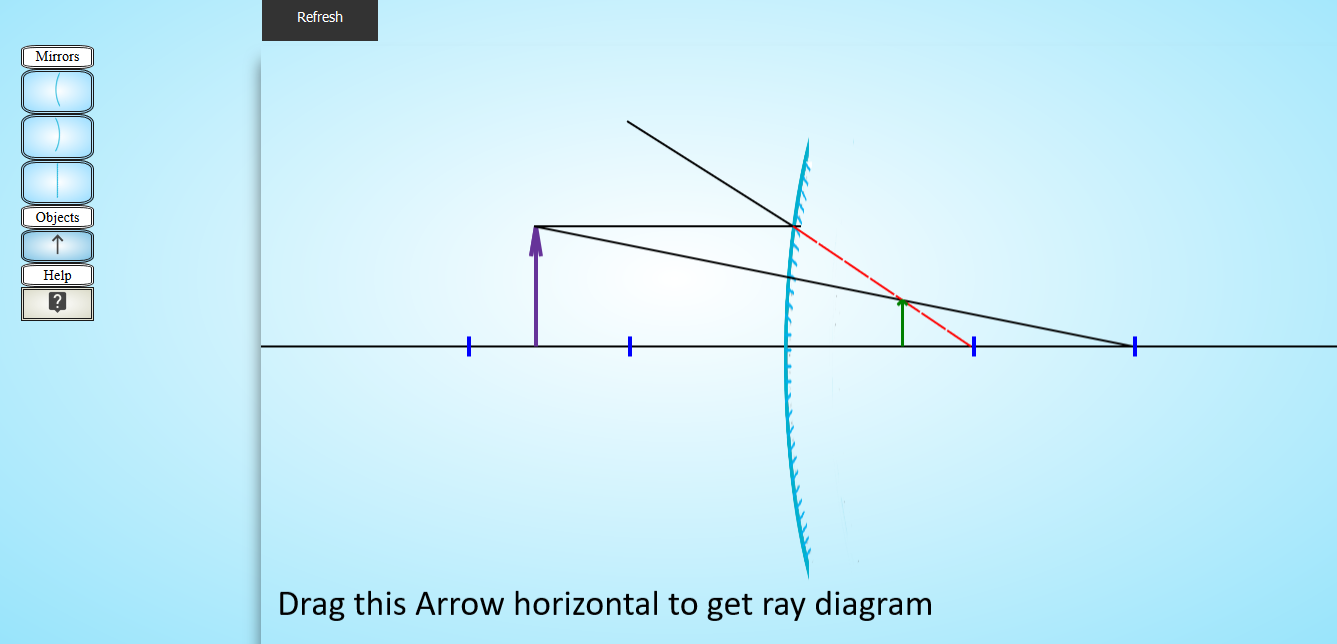 Refresh
Mirrors
Objects
Help
?
Drag this Arrow horizontal to get ray diagram